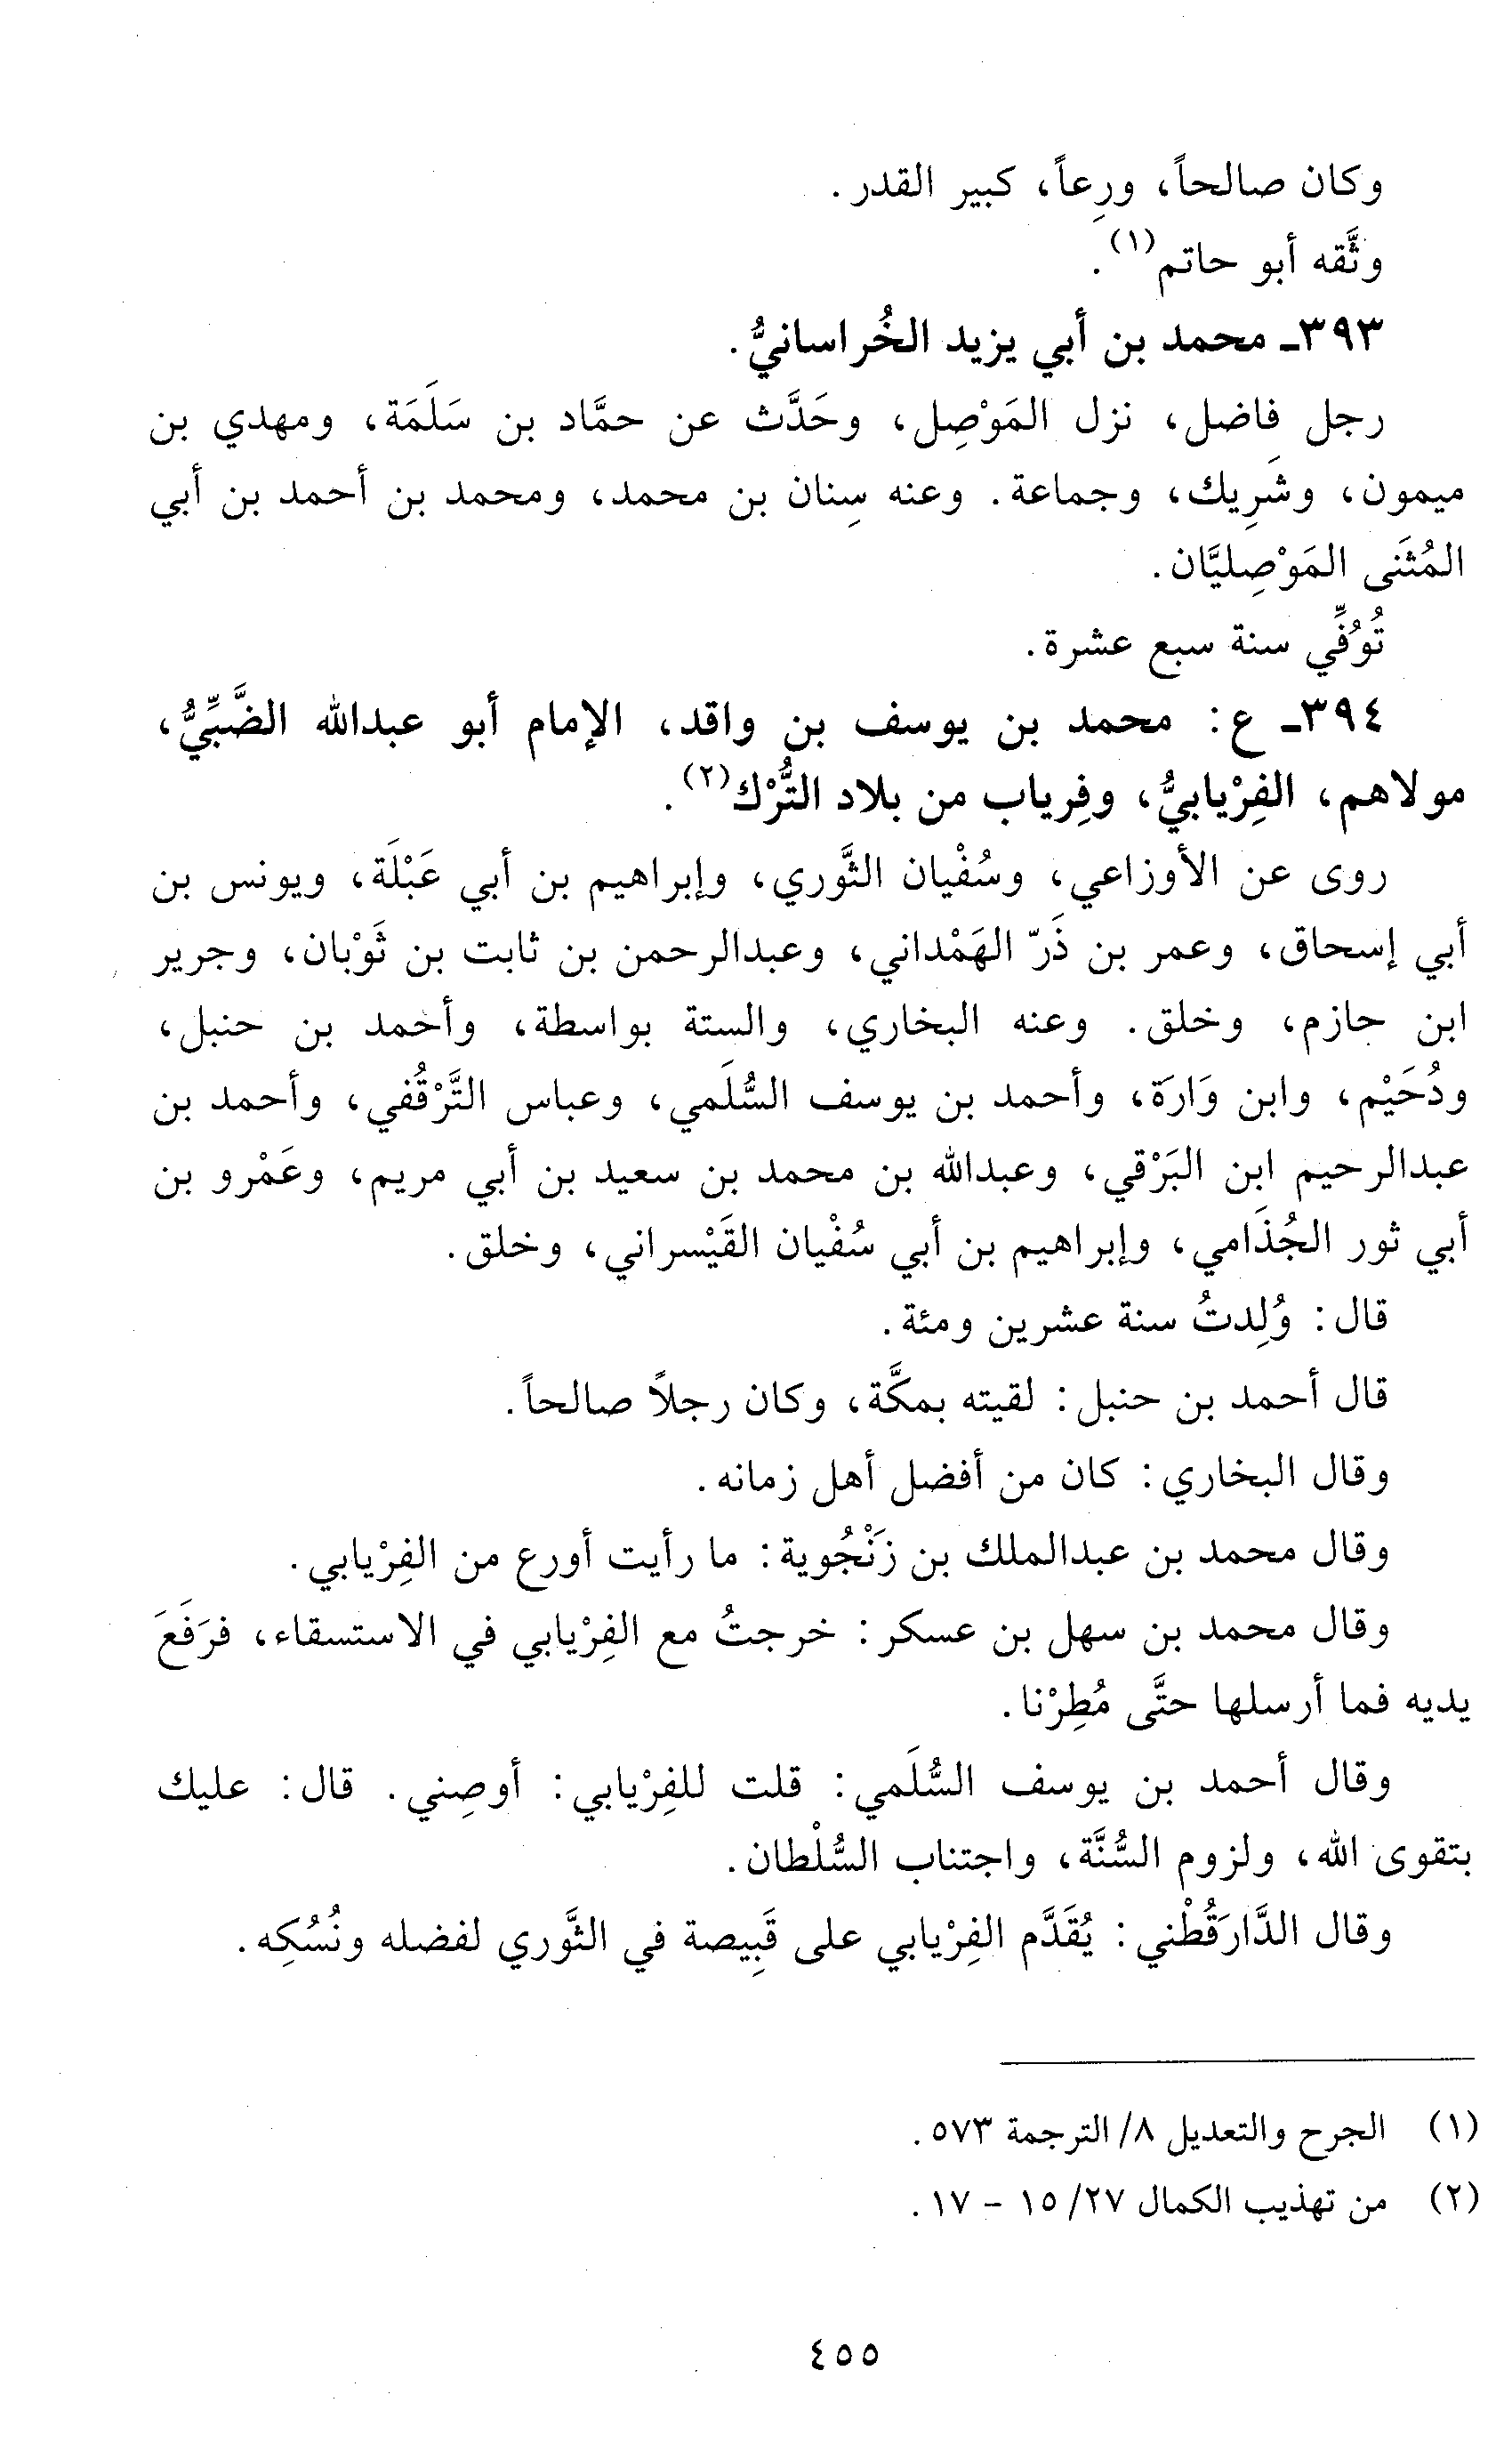 وكان صالحاً، ورِعاً، كبير القدر.
وثَّقه أبو حاتم(١).
٣٩٣ـ محمد بن أبي يزيد الخُراسانيُّ.
رجل فاضل، نزل المَوْصِل، وحَدَّث عن حمَّاد بن سَلَمَة، ومهدي بن
ميمون، وشَرِيك، وجماعة. وعنه سِنان بن محمد، ومحمد بن أحمد بن أبي
المُثَنى المَوْصِليَّان.
تُوُفِّي سنة سبع عشرة.
٣٩٤ـ ع: محمد بن يوسف بن واقد، الإمام أبو عبدالله الضَّبِّيُّ،
مولاهم، الفِرْيابيُّ، وفِرياب من بلاد التُّرْك(٢).
روى عن الأوزاعي، وسُفْيان الثَّوري، وإبراهيم بن أبي عَبْلَة، ويونس بن
أبي إسحاق، وعمر بن ذَرّ الهَمْداني، وعبدالرحمن بن ثابت بن ثَوْبان، وجرير
ابن حازم، وخلق. وعنه البخاري، والستة بواسطة، وأحمد بن حنبل،
ودُحَيْم، وابن وَارَة، وأحمد بن يوسف السُّلَمي، وعباس التَّرْقُفي، وأحمد بن
عبدالرحيم ابن البَرْقي، وعبدالله بن محمد بن سعيد بن أبي مريم، وعَمْرو بن
أبي ثور الجُذَامي، وإبراهيم بن أبي سُفْيان القَيْسراني، وخلق.
قال: وُلِدتُ سنة عشرين ومئة.
قال أحمد بن حنبل: لقيته بمكَّة، وكان رجلاً صالحاً.
وقال البخاري: كان من أفضل أهل زمانه.
وقال محمد بن عبدالملك بن زَنْجُوية: ما رأيت أورع من الفِرْيابي.
وقال محمد بن سهل بن عسكر: خرجتُ مع الفِرْيابي في الاستسقاء، فرَفَعَ
يديه فما أرسلها حتَّى مُطِرْنا.
وقال أحمد بن يوسف السُّلَمي: قلت للفِرْيابي: أوصِني. قال: عليك
بتقوى الله، ولزوم السُّنَّة، واجتناب السُّلْطان.
وقال الدَّارَقُطْني: يُقَدَّم الفِرْيابي على قَبِيصة في الثَّوري لفضله ونُسُكِه.
(١) الجرح والتعديل ٨/ الترجمة ٥٧٣.
(٢) من تهذيب الكمال ٢٧/ ١٥ - ١٧.
٤٥٥